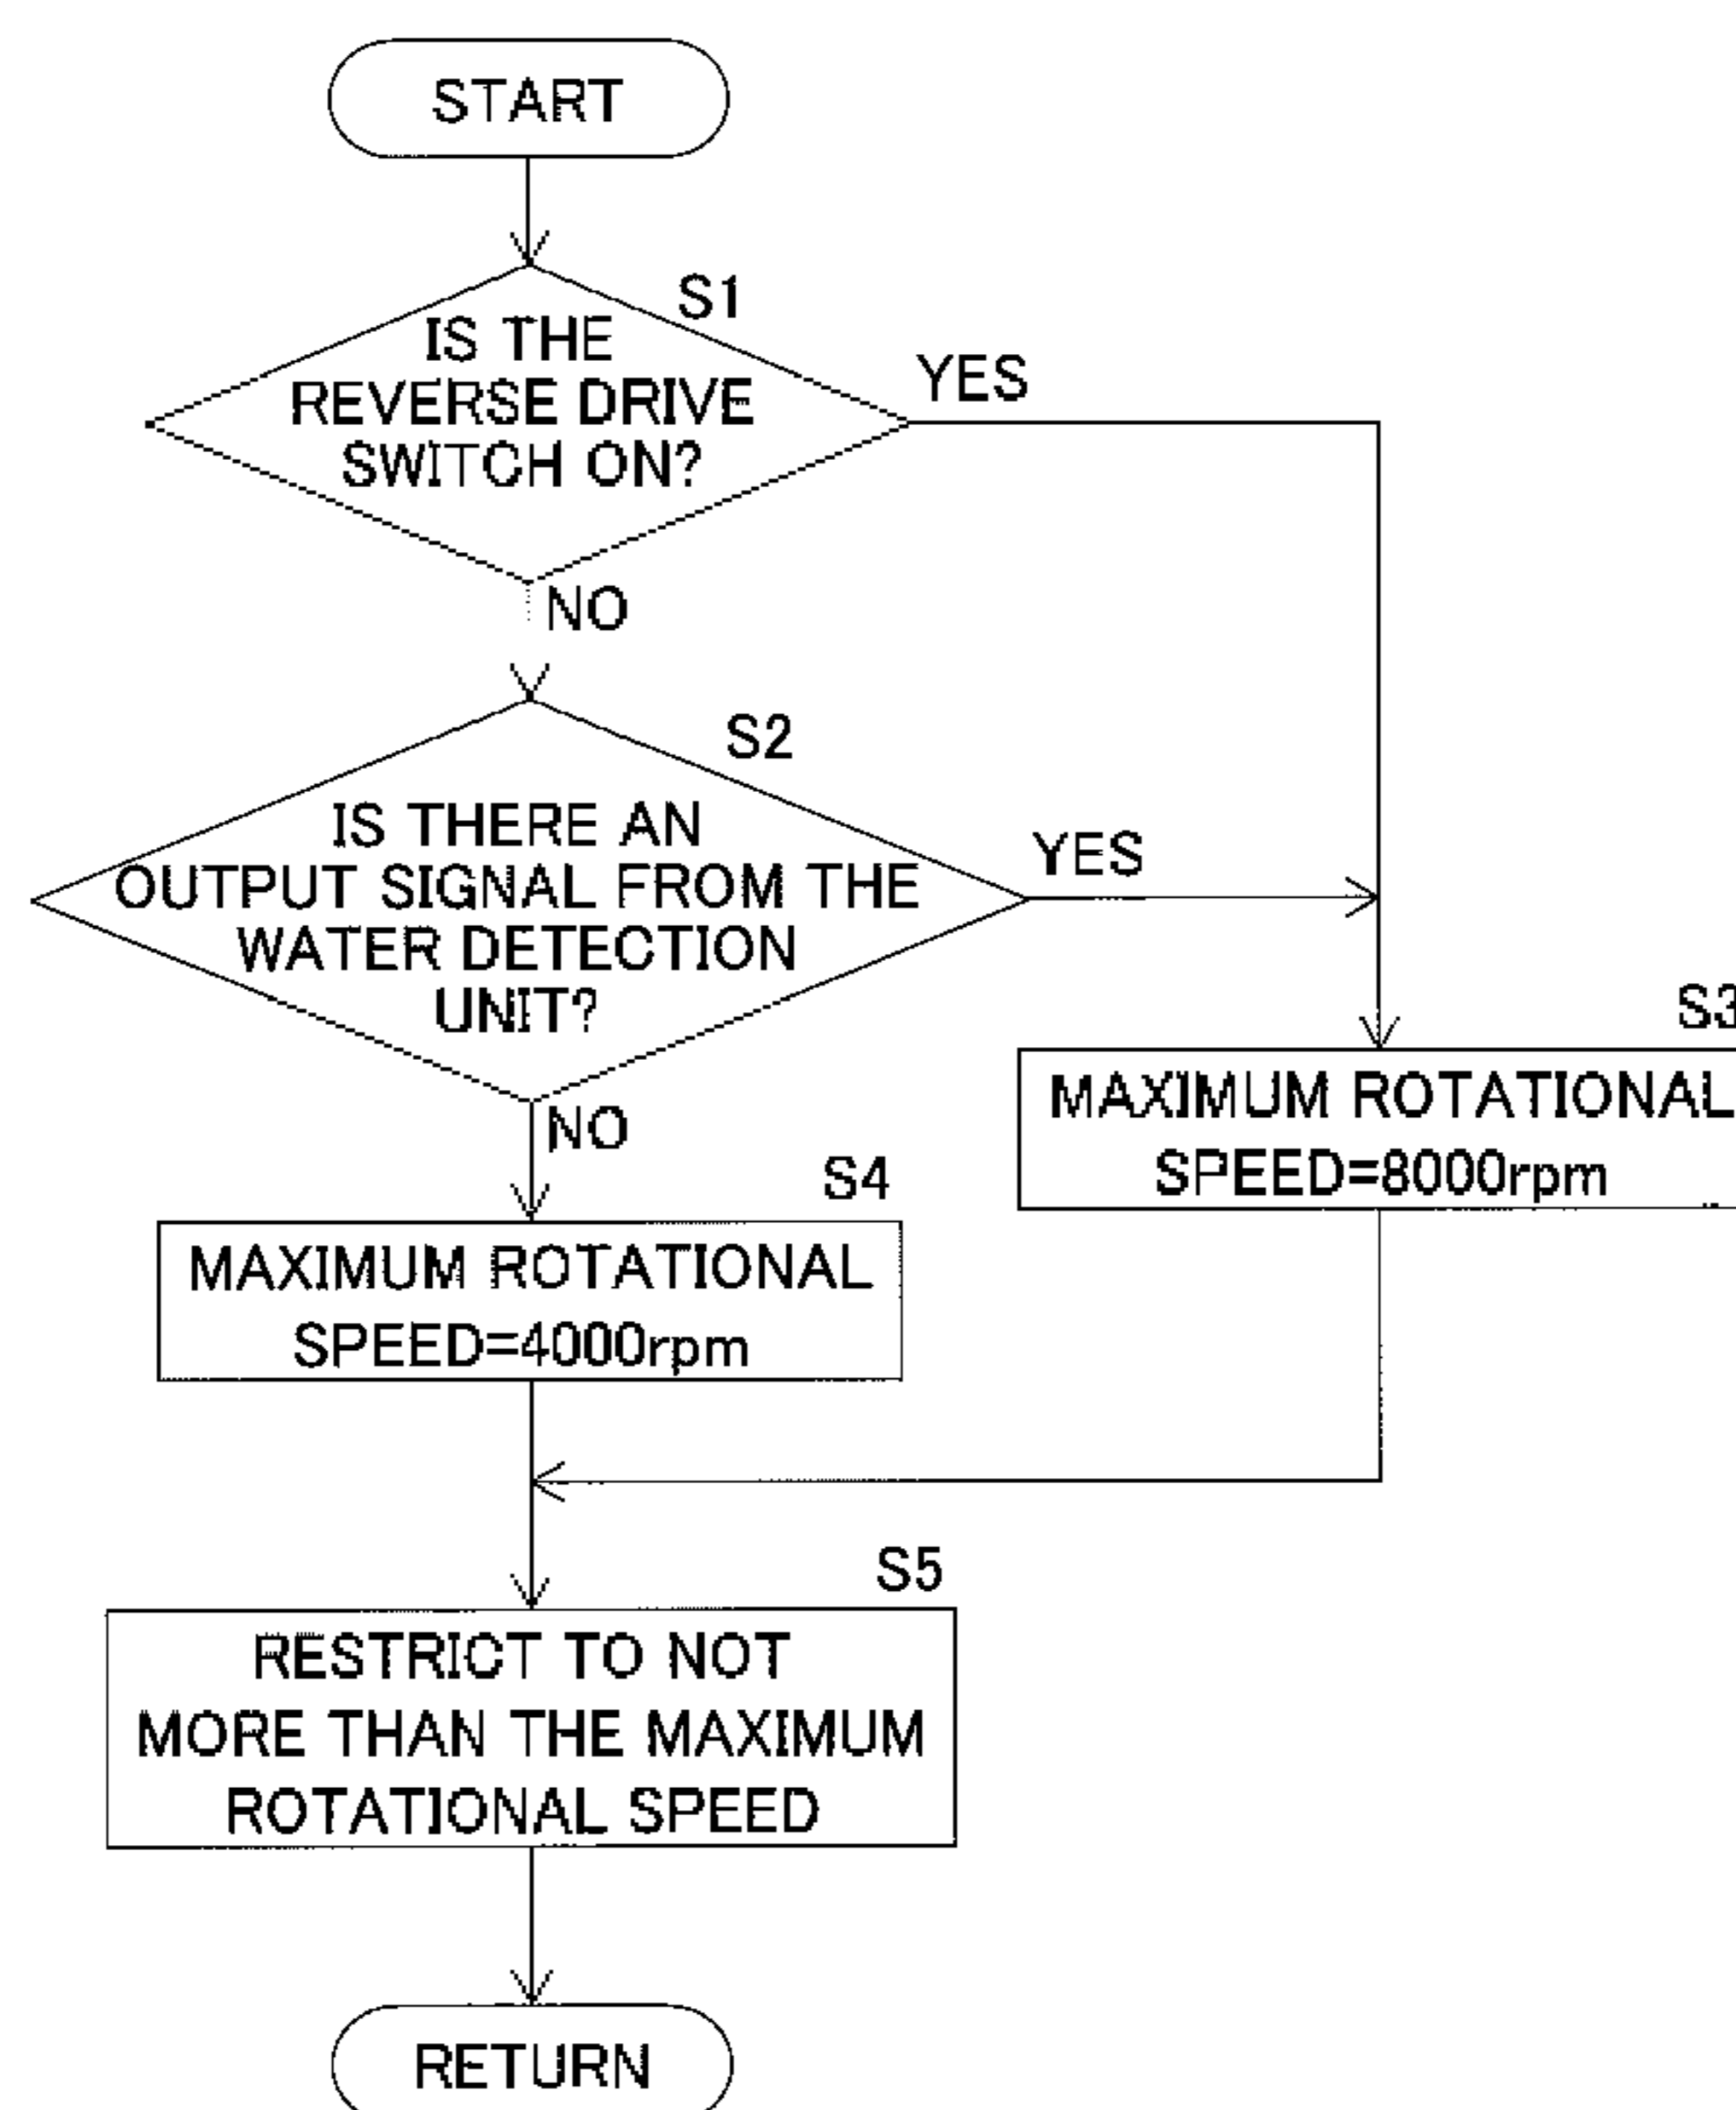 START
S1
IS THE
REVERSE DRIVE
SWITCH ON?
YES
NO
S2
IS THERE AN
OUTPUT SIGNAL FROM THE
WATER DETECTION
UNIT?
YES
NO
S3
MAXIMUM ROTATIONAL
SPEED=8000rpm
S4
MAXIMUM ROTATIONAL
SPEED=4000rpm
S5
RESTRICT TO NOT
MORE THAN THE MAXIMUM
ROTATIONAL SPEED
RETURN